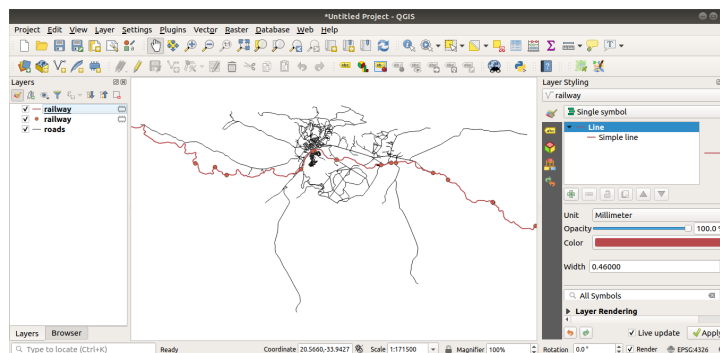 *Untitled Project - QGIS
Project Edit View Layer Settings Plugins Vector Raster Database Web Help
Layers
railway
railway
roads
Layers Browser
Layer Styling
railway
Single symbol
Line
Simple line
Unit Millimeter
Opacity 100.0
Color
Width 0.46000
All Symbols
Layer Rendering
Live update Apply
Type to locate (Ctrl+K) Ready Coordinate 20.5660,-33.9427 Scale 1:171500 Magnifier 100% Rotation 0.0° Render EPSG:4326